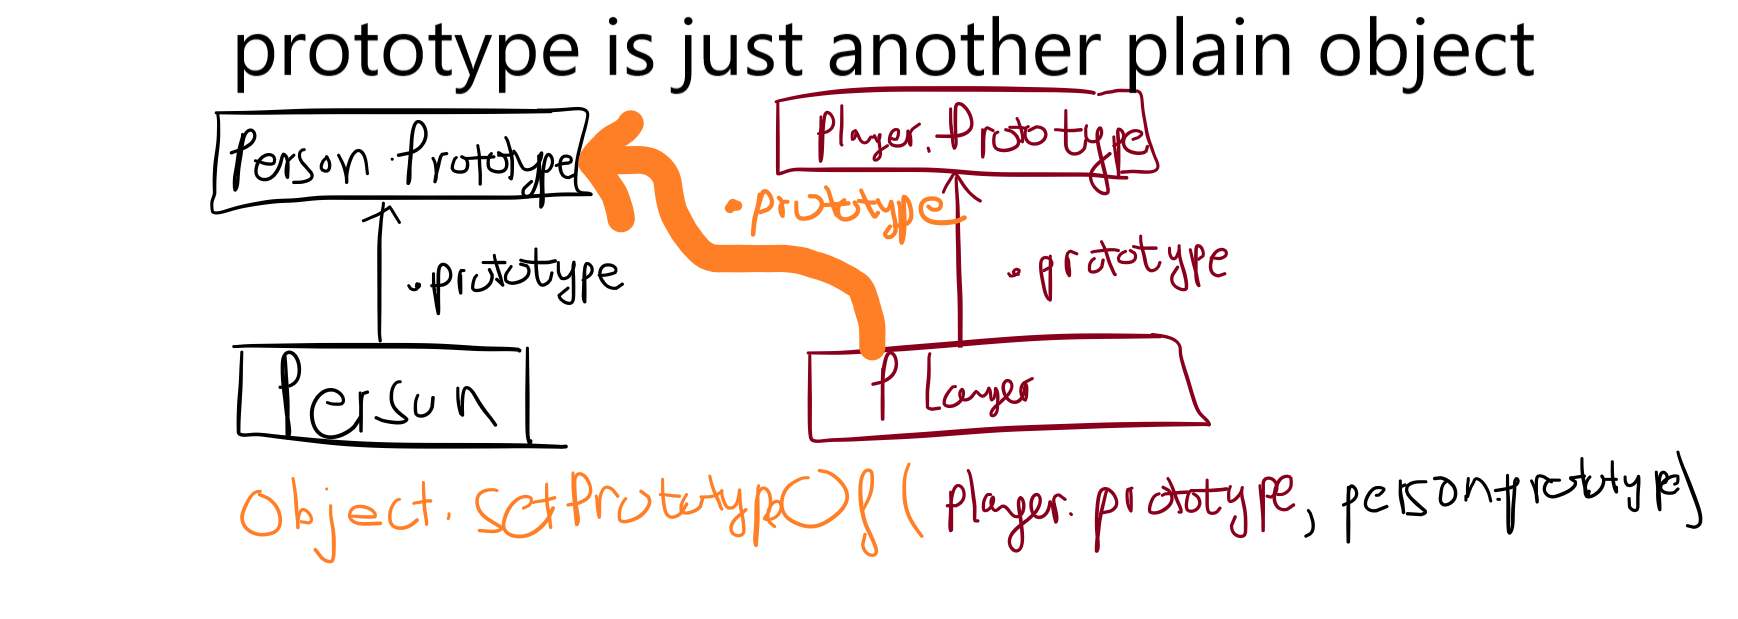 prototype is just another plain object
Person.Prototype
Player.Prototype
.prototype
.prototype
.prototype
Person
Player
Object.setPrototypeOf(player.prototype, person.prototype)